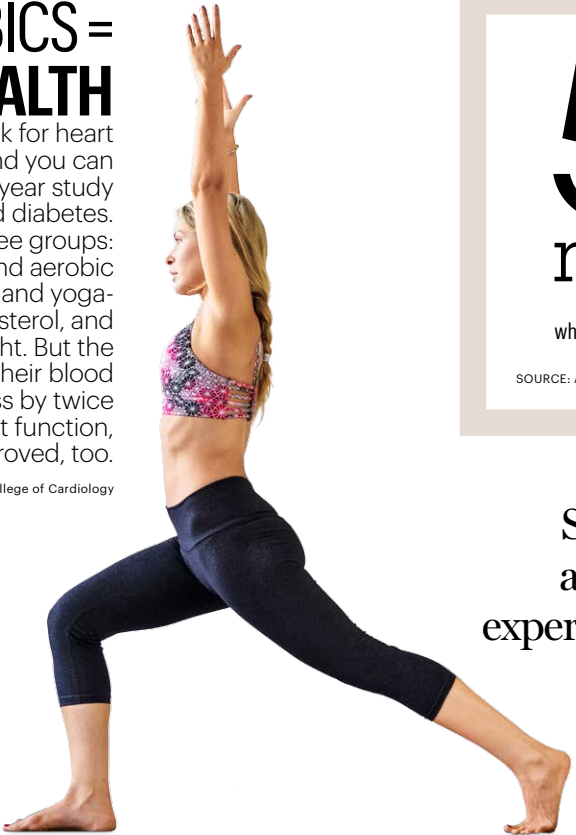 BICS =
ALTH
k for heart
nd you can
year study
d diabetes.
ee groups:
nd aerobic
and yoga-
sterol, and
ht. But the
heir blood
ss by twice
t function,
roved, too.
llege of Cardiology
5
r
wh
SOURCE: A
S
a
exper